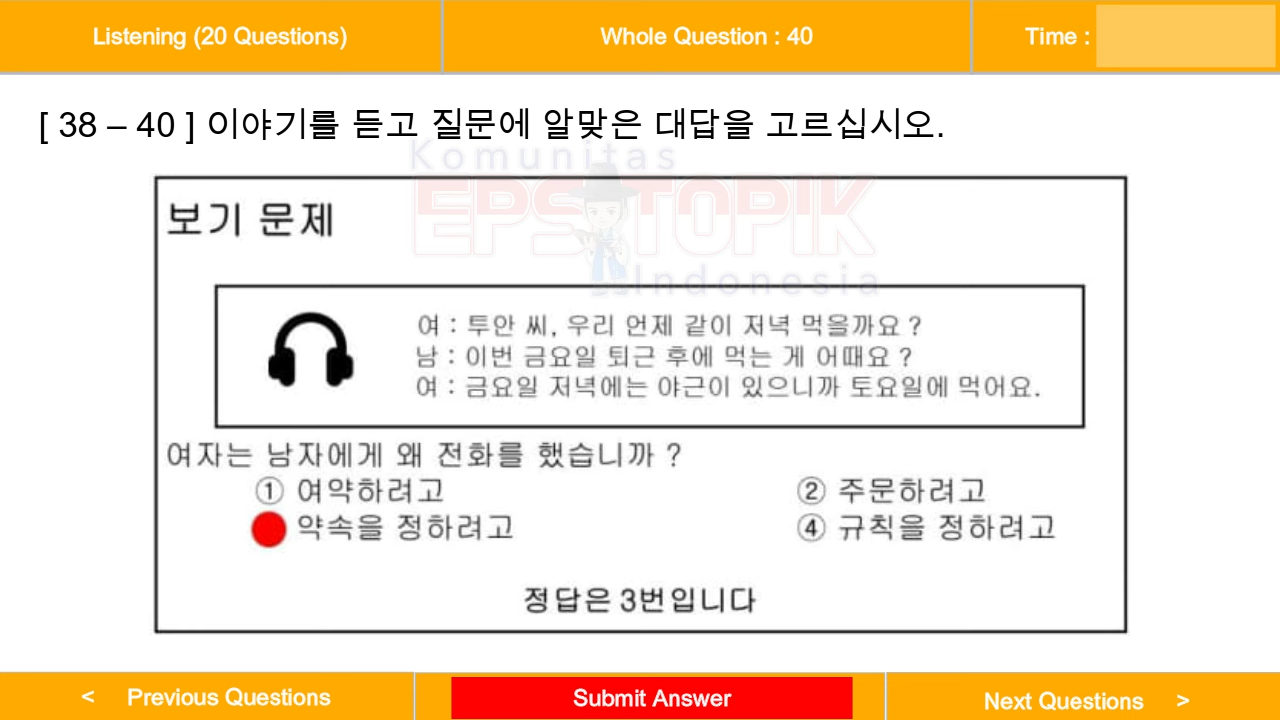 Listening (20 Questions)
Whole Question : 40
Time :
[ 38 – 40 ] 이야기를 듣고 질문에 알맞은 대답을 고르십시오.
Komunitas
EPS TOPIK
Indonesia
보기 문제
여 : 투안 씨, 우리 언제 같이 저녁 먹을까요 ?
남 : 이번 금요일 퇴근 후에 먹는 게 어때요 ?
여 : 금요일 저녁에는 야근이 있으니까 토요일에 먹어요.
여자는 남자에게 왜 전화를 했습니까 ?
① 여약하려고
② 주문하려고
약속을 정하려고
④ 규칙을 정하려고
정답은 3번입니다
< Previous Questions
Submit Answer
Next Questions >